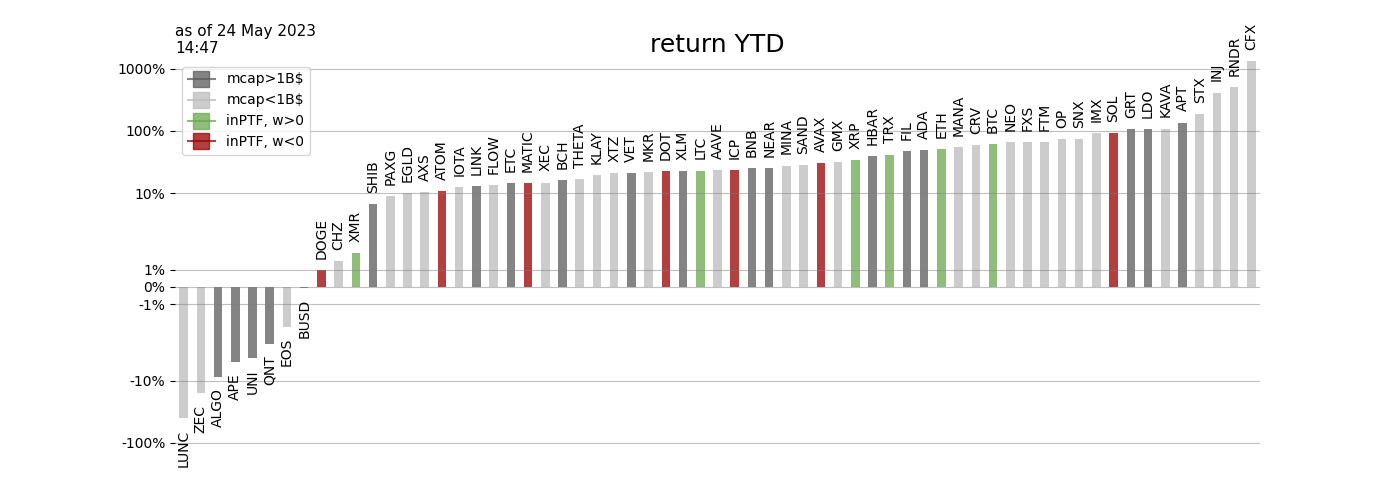 as of 24 May 2023
14:47
return YTD
mcap>1B$
mcap<1B$
inPTF, w>0
inPTF, w<0
1000%
100%
10%
1%
0%
-1%
-10%
-100%
LUNC
ZEC
ALGO
APE
UNI
QNT
EOS
BUSD
DOGE
CHZ
XMR
SHIB
PAXG
EGLD
AXS
ATOM
IOTA
LINK
FLOW
ETC
MATIC
XEC
BCH
THETA
KLAY
XTZ
VET
MKR
DOT
XLM
LTC
AAVE
ICP
BNB
NEAR
MINA
SAND
AVAX
GMX
XRP
HBAR
TRX
FIL
ADA
ETH
MANA
CRV
BTC
NEO
FXS
FTM
OP
SNX
IMX
SOL
GRT
LDO
KAVA
APT
STX
INJ
RNDR
CFX